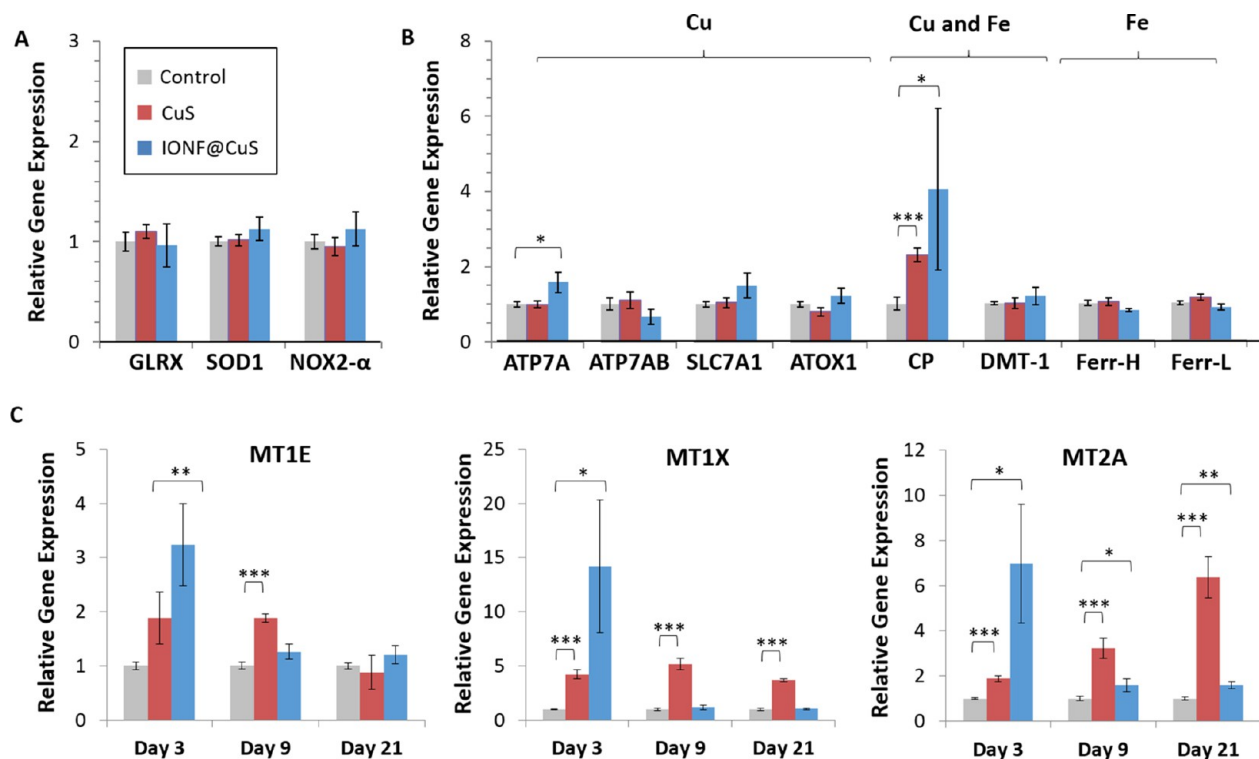 A
Relative Gene Expression
3
2
1
0
Control
CuS
IONF@CuS
GLRX SOD1 NOX2-α
B
Cu Cu and Fe Fe
Relative Gene Expression
8
6
4
2
0
*
***
*
ATP7A ATP7AB SLC7A1 ATOX1 CP DMT-1 Ferr-H Ferr-L
C
MT1E
Relative Gene Expression
5
4
3
2
1
0
**
***
Day 3 Day 9 Day 21
MT1X
Relative Gene Expression
25
20
15
10
5
0
*
*** *** ***
Day 3 Day 9 Day 21
MT2A
Relative Gene Expression
12
10
8
6
4
2
0
* **
***
*
***
***
Day 3 Day 9 Day 21